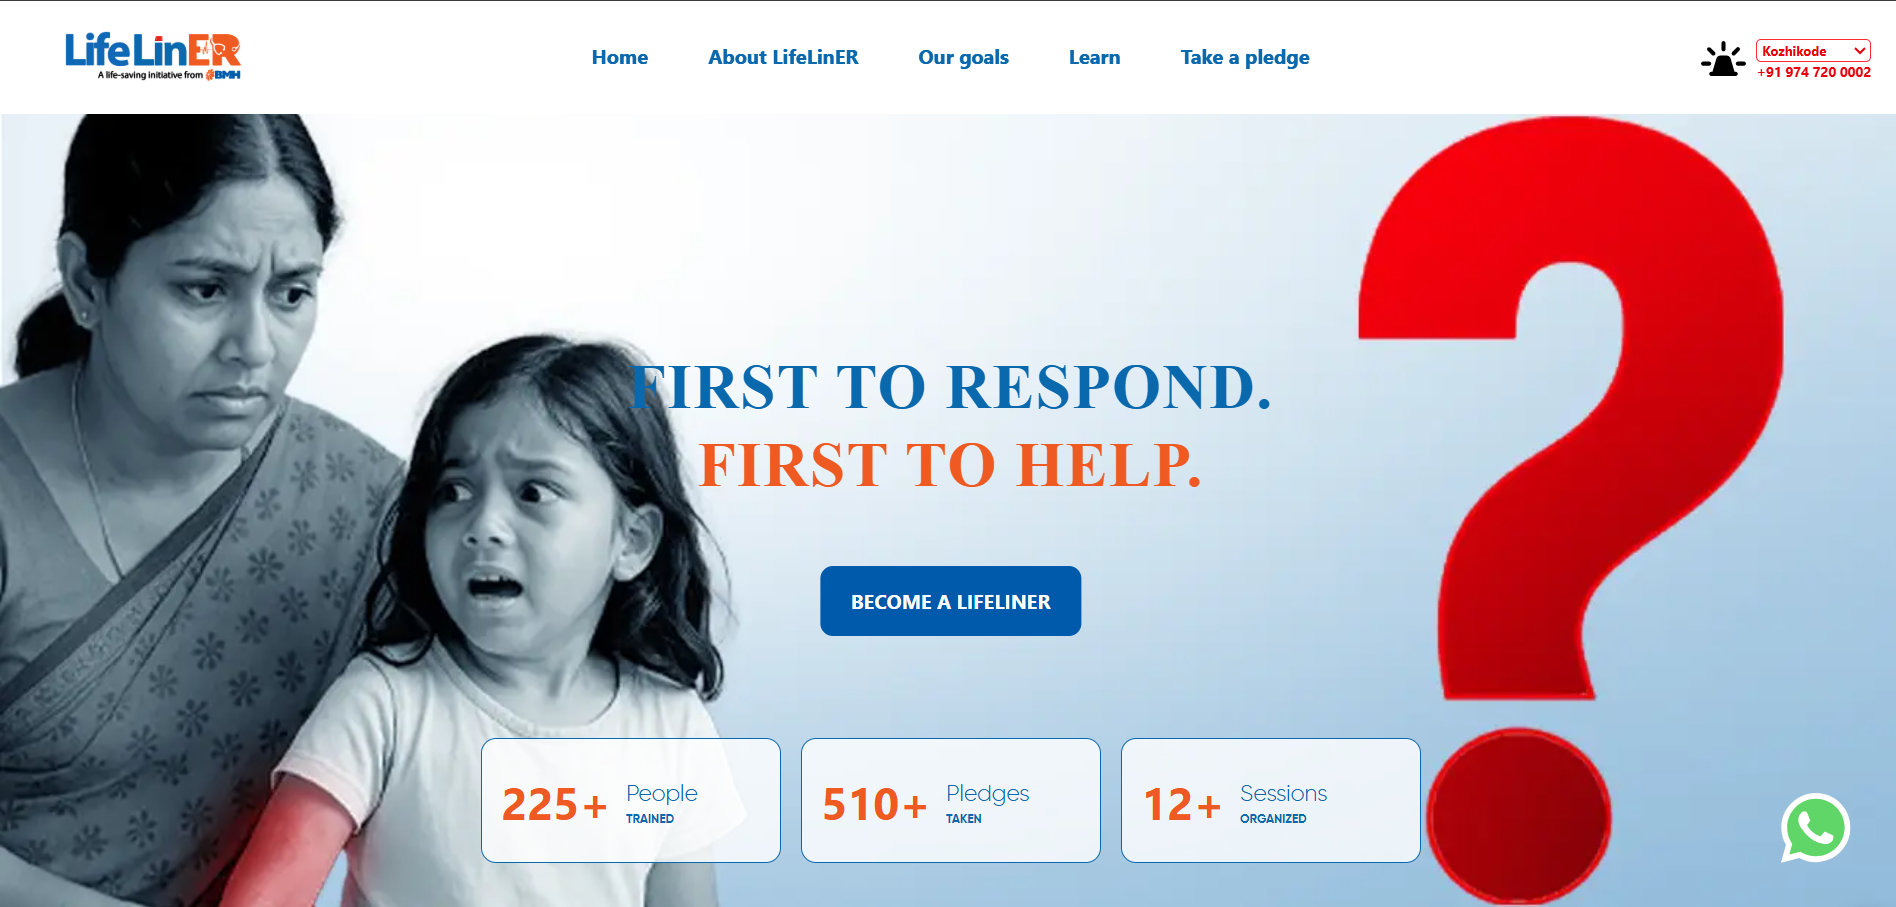 LifeLinER
A life-saving initiative from BMH
Home
About LifeLinER
Our goals
Learn
Take a pledge
Kozhikode
+91 974 720 0002
FIRST TO RESPOND.
FIRST TO HELP.
BECOME A LIFELINER
225+
People
TRAINED
510+
Pledges
TAKEN
12+
Sessions
ORGANIZED
?